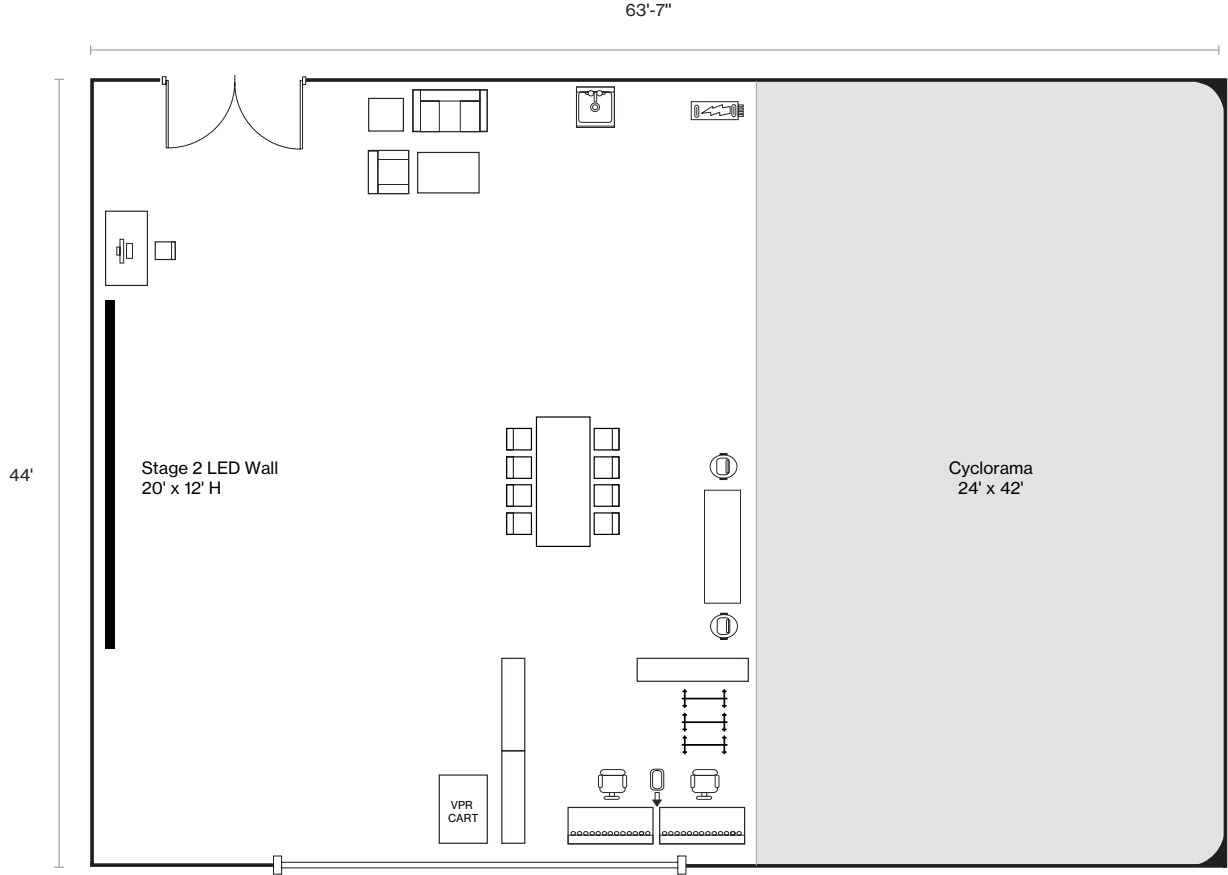 63'-7"
44'
Stage 2 LED Wall
20' x 12' H
Cyclorama
24' x 42'
VPR
CART